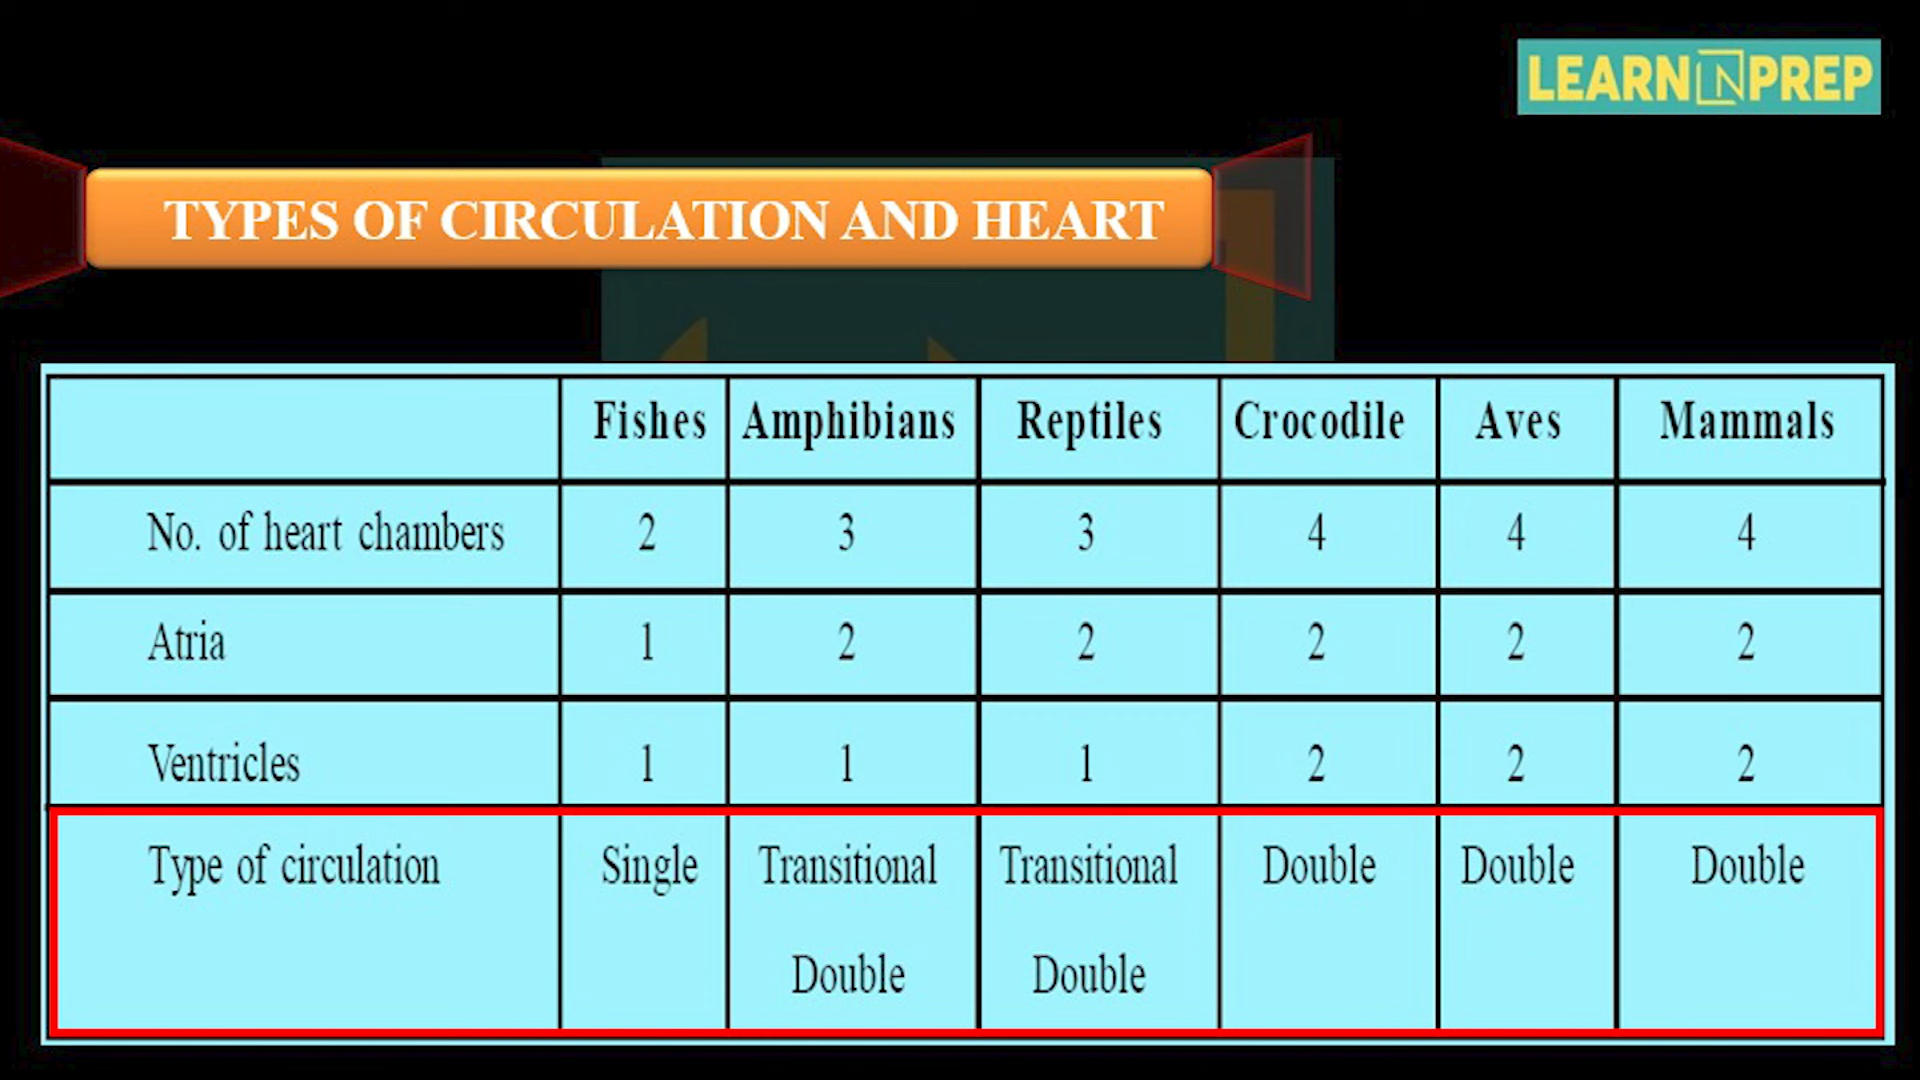 LEARN N PREP
TYPES OF CIRCULATION AND HEART
Fishes Amphibians Reptiles Crocodile Aves Mammals
No. of heart chambers 2 3 3 4 4 4
Atria 1 2 2 2 2 2
Ventricles 1 1 1 2 2 2
Type of circulation Single Transitional Transitional Double Double Double
Double Double